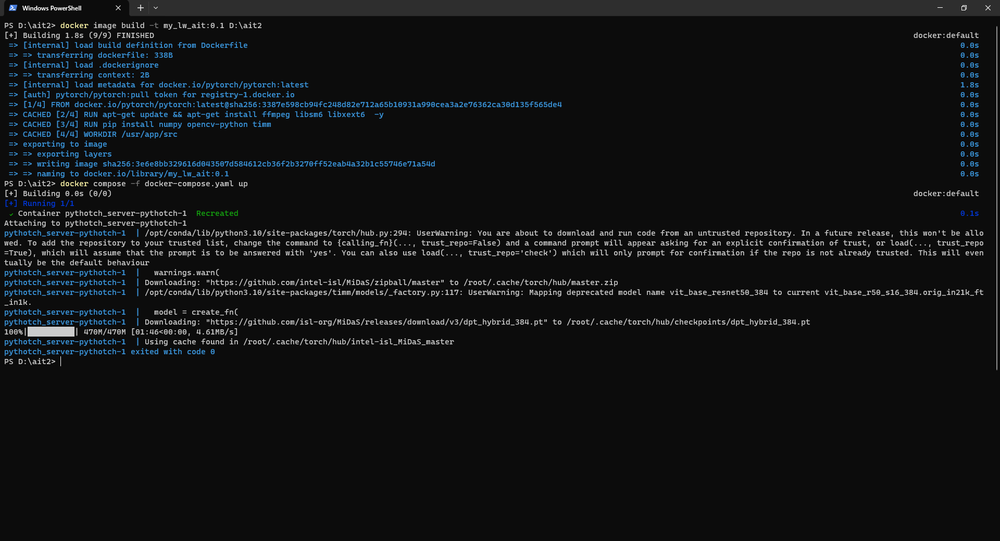 Windows PowerShell
PS D:\ait2> docker image build -t my_lw_ait:0.1 D:\ait2
[+] Building 1.8s (9/9) FINISHED docker:default
=> [internal] load build definition from Dockerfile 0.0s
=> => transferring dockerfile: 338B 0.0s
=> [internal] load .dockerignore 0.0s
=> => transferring context: 2B 0.0s
=> [internal] load metadata for docker.io/pytorch/pytorch:latest 1.8s
=> [auth] pytorch/pytorch:pull token for registry-1.docker.io 0.0s
=> [1/4] FROM docker.io/pytorch/pytorch:latest@sha256:3387e598cb94fc248d82e712a65b10931a990cea3a2e76362ca30d135f565de4 0.0s
=> CACHED [2/4] RUN apt-get update && apt-get install ffmpeg libsm6 libxext6  -y 0.0s
=> CACHED [3/4] RUN pip install numpy opencv-python timm 0.0s
=> CACHED [4/4] WORKDIR /usr/app/src 0.0s
=> exporting to image 0.0s
=> => exporting layers 0.0s
=> => writing image sha256:3e6e8bb329616d043507d584612cb36f2b3270ff52eab4a32b1c55746e71a54d 0.0s
=> => naming to docker.io/library/my_lw_ait:0.1 0.0s
PS D:\ait2> docker compose -f docker-compose.yaml up
[+] Building 0.0s (0/0) docker:default
[+] Running 1/1
✓ Container pythotch_server-pythotch-1  Recreated 0.1s
Attaching to pythotch_server-pythotch-1
pythotch_server-pythotch-1  | /opt/conda/lib/python3.10/site-packages/torch/hub.py:294: UserWarning: You are about to download and run code from an untrusted repository. In a future release, this won't be allo
wed. To add the repository to your trusted list, change the command to {calling_fn}(..., trust_repo=False) and a command prompt will appear asking for an explicit confirmation of trust, or load(..., trust_repo
=True), which will assume that the prompt is to be answered with 'yes'. You can also use load(..., trust_repo='check') which will only prompt for confirmation if the repo is not already trusted. This will even
tually be the default behaviour
pythotch_server-pythotch-1  |   warnings.warn(
pythotch_server-pythotch-1  | Downloading: "https://github.com/intel-isl/MiDaS/zipball/master" to /root/.cache/torch/hub/master.zip
pythotch_server-pythotch-1  | /opt/conda/lib/python3.10/site-packages/timm/models/_factory.py:117: UserWarning: Mapping deprecated model name vit_base_resnet50_384 to current vit_base_r50_s16_384.orig_in21k_ft
_in1k.
pythotch_server-pythotch-1  |   model = create_fn(
pythotch_server-pythotch-1  | Downloading: "https://github.com/isl-org/MiDaS/releases/download/v3/dpt_hybrid_384.pt" to /root/.cache/torch/hub/checkpoints/dpt_hybrid_384.pt
100%|██████████| 470M/470M [01:46<00:00, 4.61MB/s]
pythotch_server-pythotch-1  | Using cache found in /root/.cache/torch/hub/intel-isl_MiDaS_master
pythotch_server-pythotch-1 exited with code 0
PS D:\ait2>